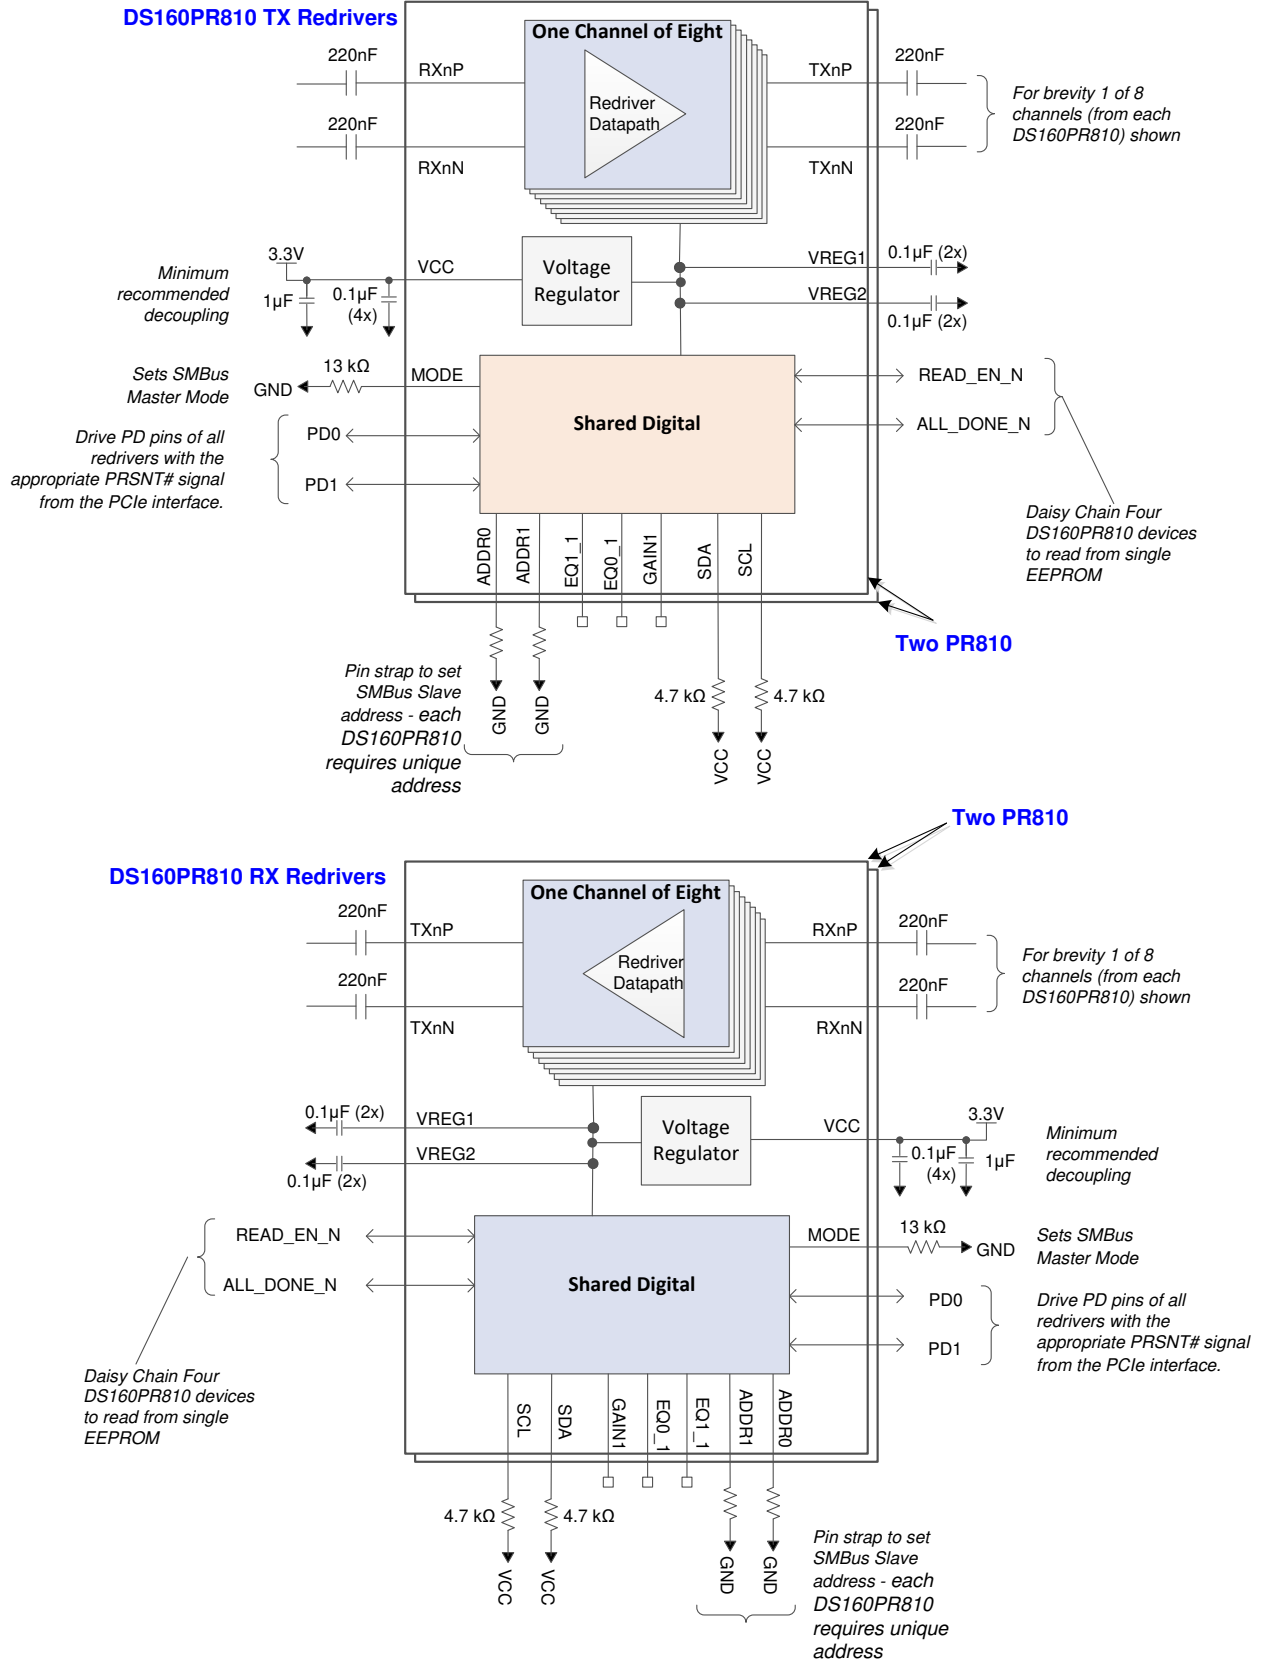 DS160PR810 TX Redrivers
One Channel of Eight
220nF
RXnP
TXnP
220nF
Redriver
Datapath
For brevity 1 of 8
channels (from each
DS160PR810) shown
220nF
RXnN
TXnN
220nF
3.3V
VCC
Voltage
Regulator
VREG1
0.1µF (2x)
VREG2
0.1µF (2x)
Minimum
recommended
decoupling
1µF
0.1µF
(4x)
Sets SMBus
Master Mode
GND
13 kΩ
MODE
Shared Digital
READ_EN_N
ALL_DONE_N
Drive PD pins of all
redrivers with the
appropriate PRSNT# signal
from the PCIe interface.
PD0
PD1
Daisy Chain Four
DS160PR810 devices
to read from single
EEPROM
ADDR0
ADDR1
EQ1_1
EQ0_1
GAIN1
SDA
SCL
Two PR810
Pin strap to set
SMBus Slave
address - each
DS160PR810
requires unique
address
GND
GND
4.7 kΩ
4.7 kΩ
VCC
VCC
Two PR810
DS160PR810 RX Redrivers
One Channel of Eight
220nF
TXnP
RXnP
220nF
Redriver
Datapath
For brevity 1 of 8
channels (from each
DS160PR810) shown
220nF
TXnN
RXnN
220nF
0.1µF (2x)
VREG1
VREG2
0.1µF (2x)
Voltage
Regulator
VCC
3.3V
0.1µF
(4x)
1µF
Minimum
recommended
decoupling
READ_EN_N
ALL_DONE_N
Shared Digital
MODE
13 kΩ
GND
Sets SMBus
Master Mode
PD0
PD1
Drive PD pins of all
redrivers with the
appropriate PRSNT# signal
from the PCIe interface.
Daisy Chain Four
DS160PR810 devices
to read from single
EEPROM
SCL
SDA
GAIN1
EQ0_1
EQ1_1
ADDR1
ADDR0
4.7 kΩ
4.7 kΩ
VCC
VCC
GND
GND
Pin strap to set
SMBus Slave
address - each
DS160PR810
requires unique
address